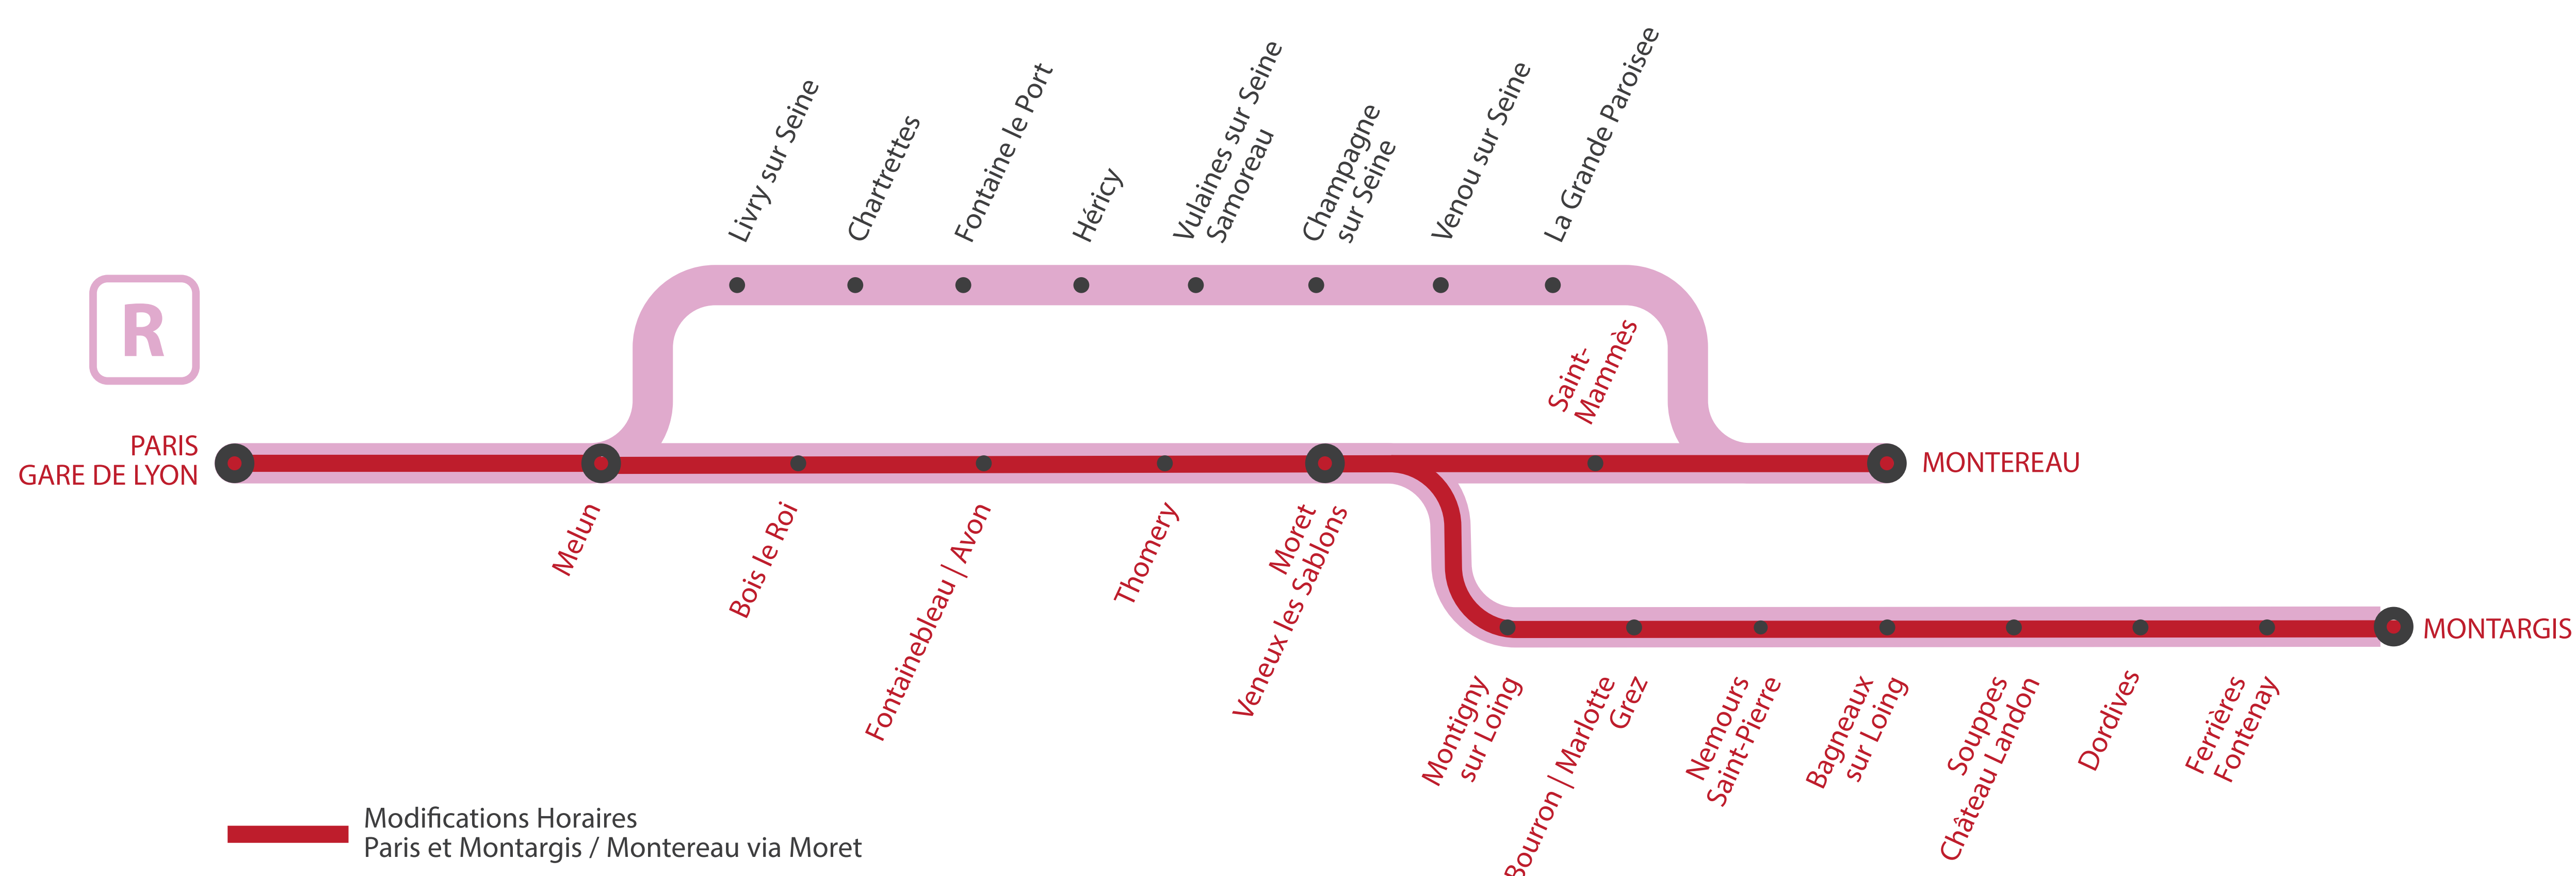 Livry sur Seine
Chartrettes
Fontaine le Port
Héricy
Vulaines sur Seine
Samoreau
Champagne
sur Seine
Venou sur Seine
La Grande Paroisee
R
Saint-
Mammès
PARIS
GARE DE LYON
MONTEREAU
Melun
Bois le Roi
Fontainebleau | Avon
Thomery
Moret
Veneux les Sablons
MONTARGIS
Montigny
sur Loing
Bourron | Marlotte
Grez
Nemours
Saint-Pierre
Bagneaux
sur Loing
Souppes
Château Landon
Dordives
Ferrières
Fontenay
Modifications Horaires
Paris et Montargis / Montereau via Moret